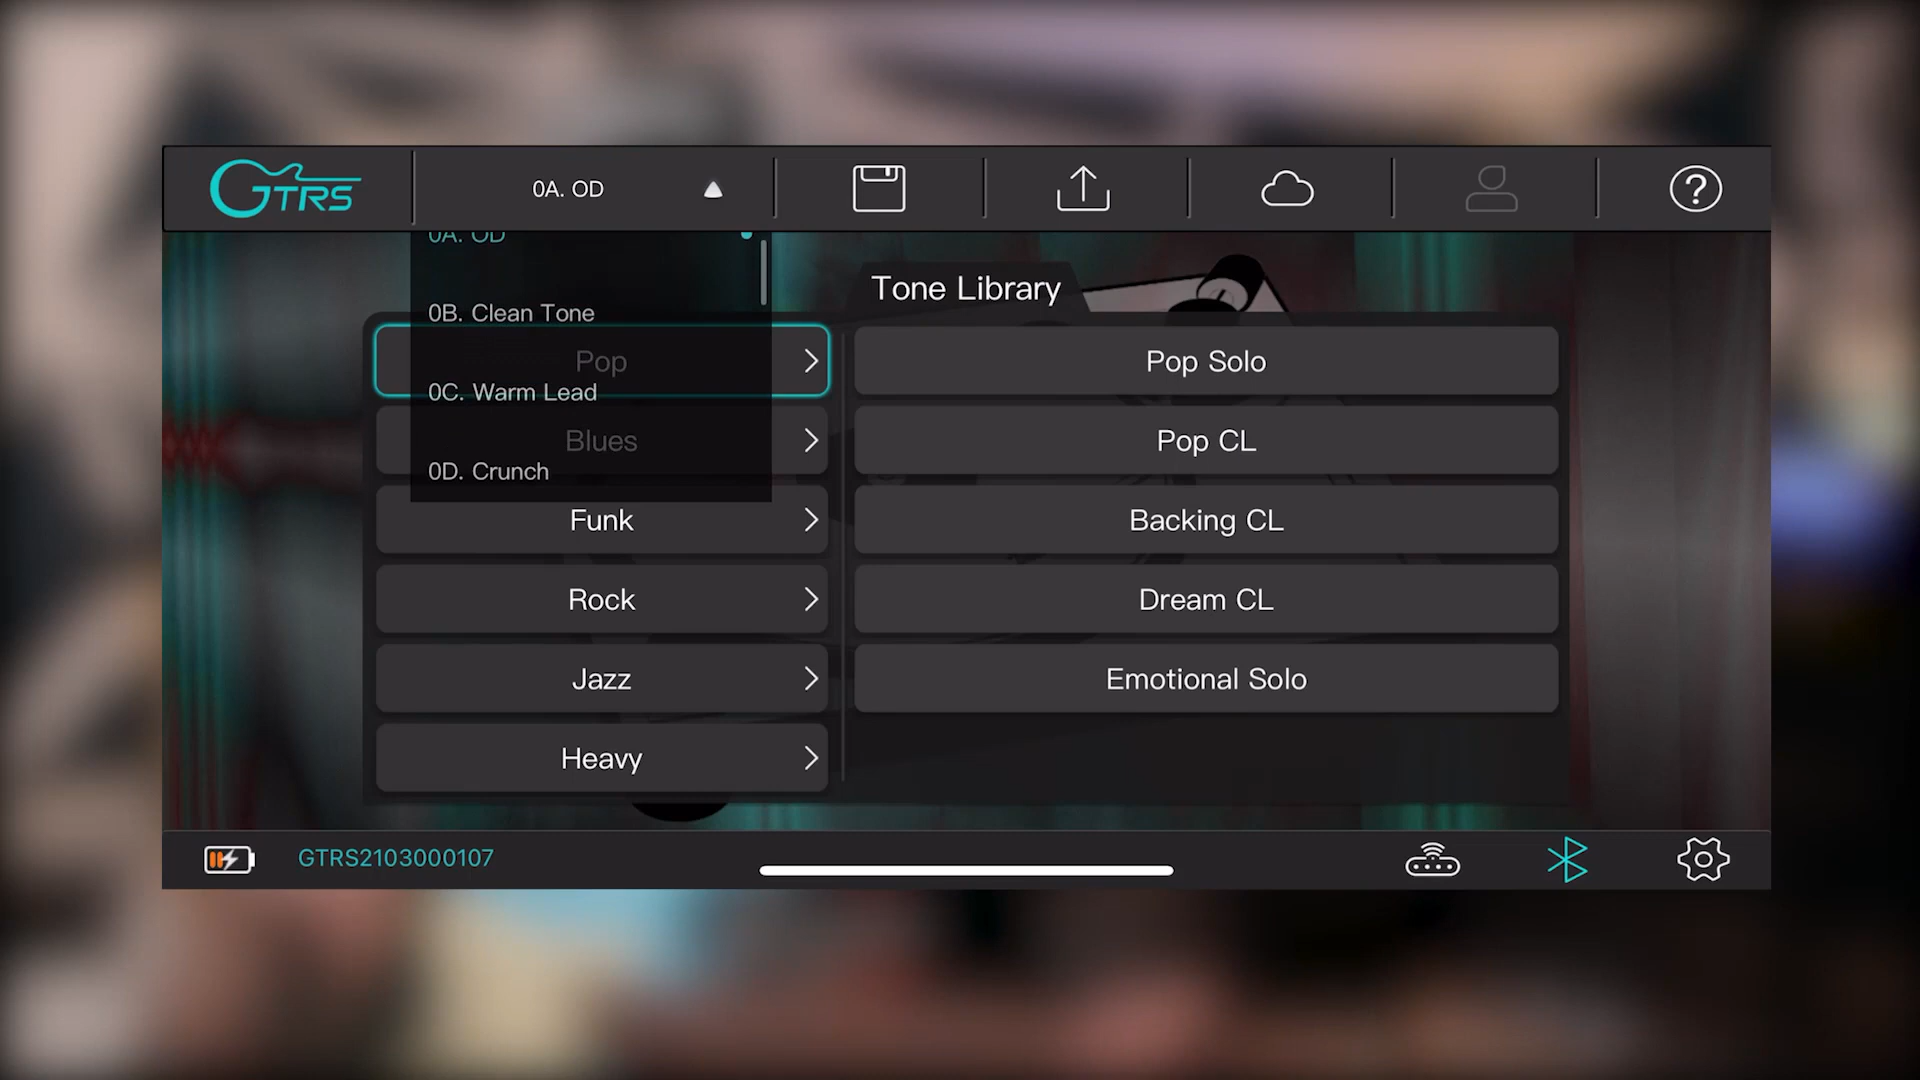 GTRS
0A. OD
0A. OD
0B. Clean Tone
0C. Warm Lead
0D. Crunch
Tone Library
Pop
Blues
Funk
Rock
Jazz
Heavy
Pop Solo
Pop CL
Backing CL
Dream CL
Emotional Solo
GTRS2103000107